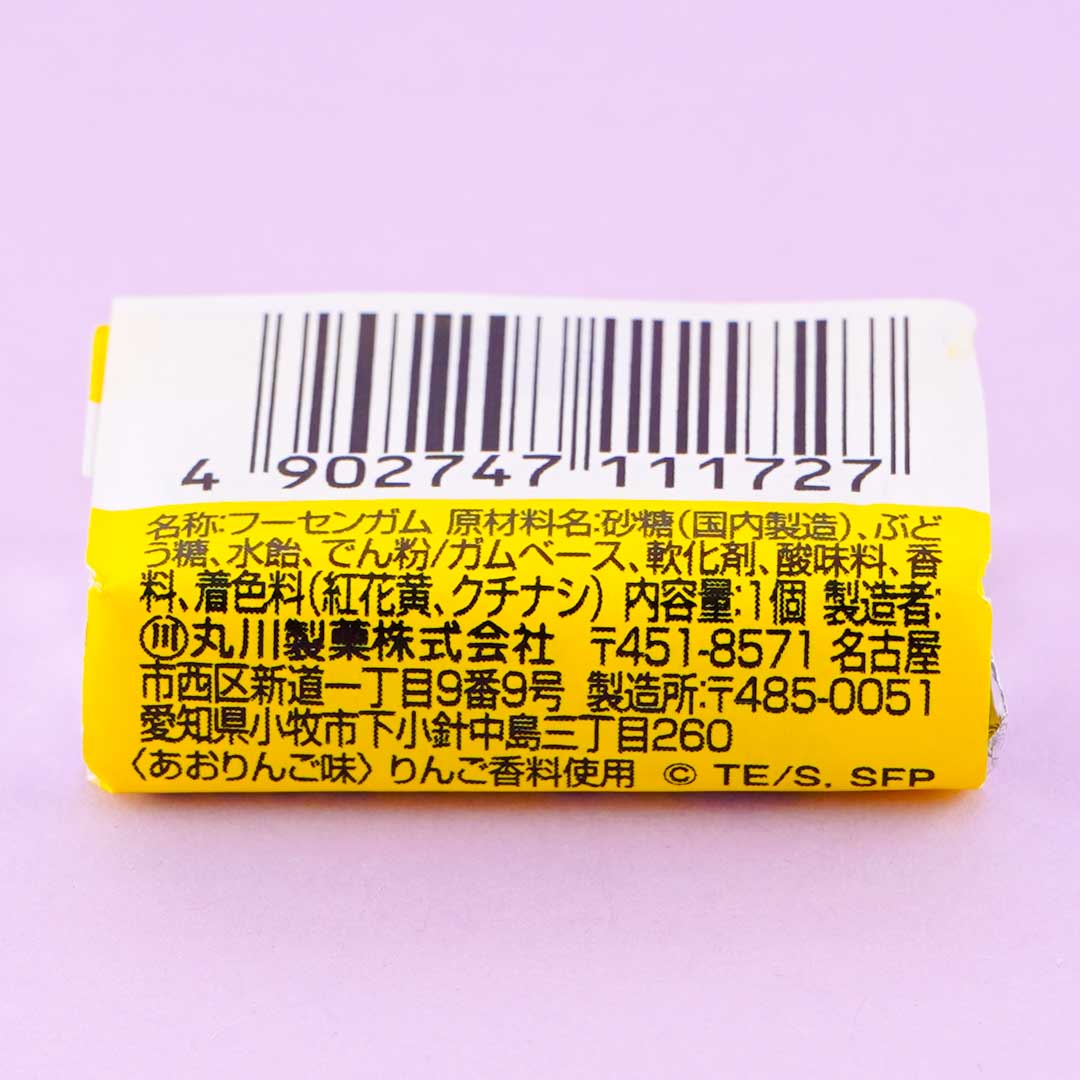 4 902747 111727
名称:フーセンガム 原材料名:砂糖(国内製造)、ぶど
う糖、水飴、でん粉/ガムベース、軟化剤、酸味料、香
料、着色料(紅花黄、クチナシ) 内容量:1個 製造者:
川 丸川製菓株式会社 〒451-8571 名古屋
市西区新道一丁目9番9号 製造所:〒485-0051
愛知県小牧市下小針中島三丁目260
〈あおりんご味〉りんご香料使用 © TE/S, SFP